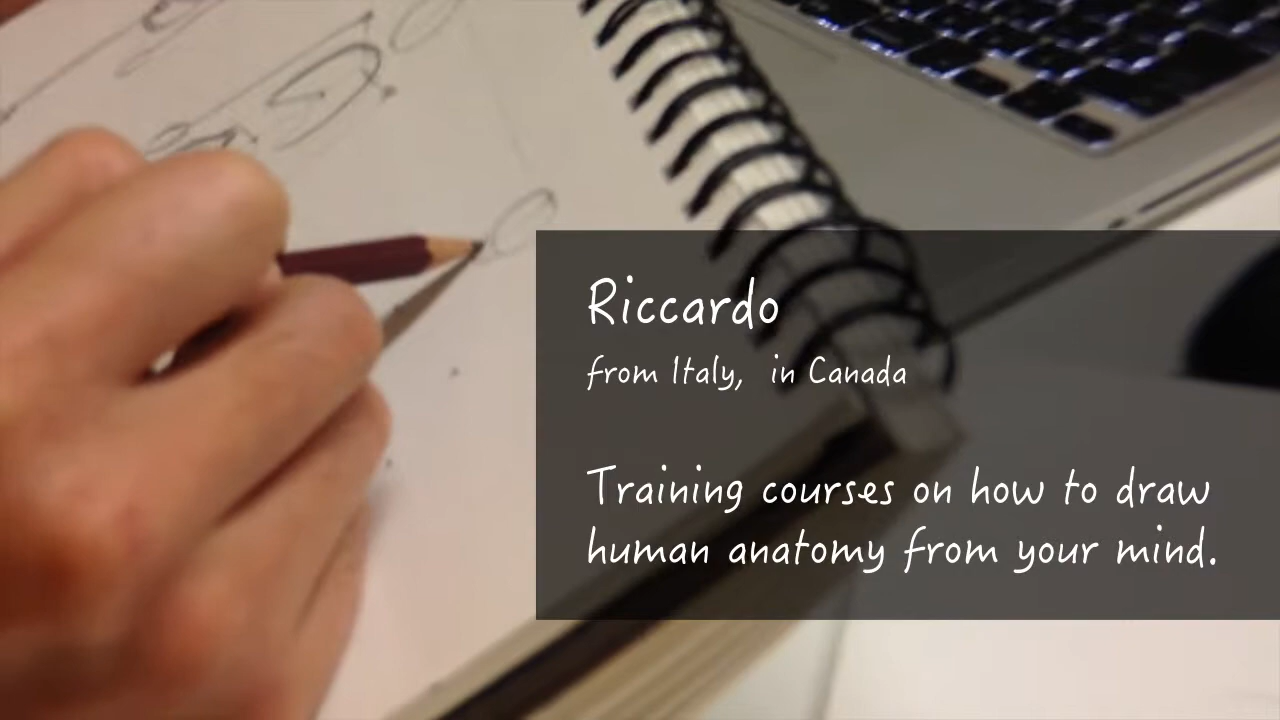 Riccardo
from Italy, in Canada
Training courses on how to draw
human anatomy from your mind.